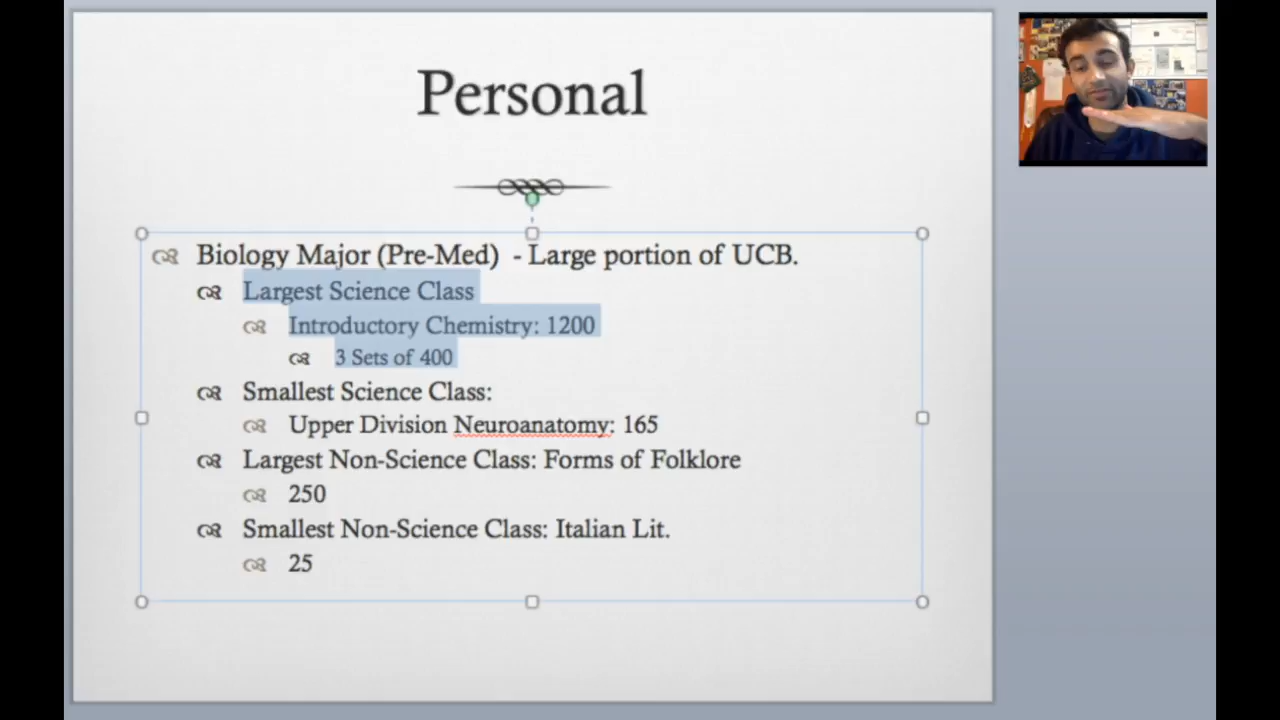 Personal
Biology Major (Pre-Med) - Large portion of UCB.
Largest Science Class
Introductory Chemistry: 1200
3 Sets of 400
Smallest Science Class:
Upper Division Neuroanatomy: 165
Largest Non-Science Class: Forms of Folklore
250
Smallest Non-Science Class: Italian Lit.
25